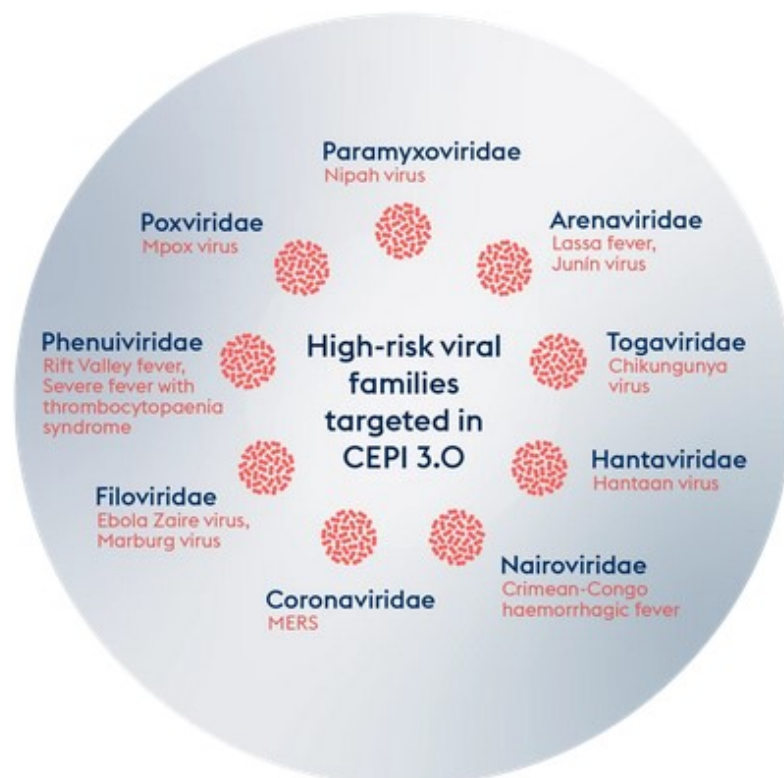 Paramyxoviridae
Nipah virus
Poxviridae
Mpox virus
Arenaviridae
Lassa fever,
Junín virus
Phenuiviridae
Rift Valley fever,
Severe fever with
thrombocytopaenia
syndrome
High-risk viral
families
targeted in
CEPI 3.0
Togaviridae
Chikungunya
virus
Filoviridae
Ebola Zaire virus,
Marburg virus
Hantaviridae
Hantaan virus
Coronaviridae
MERS
Nairoviridae
Crimean-Congo
haemorrhagic fever